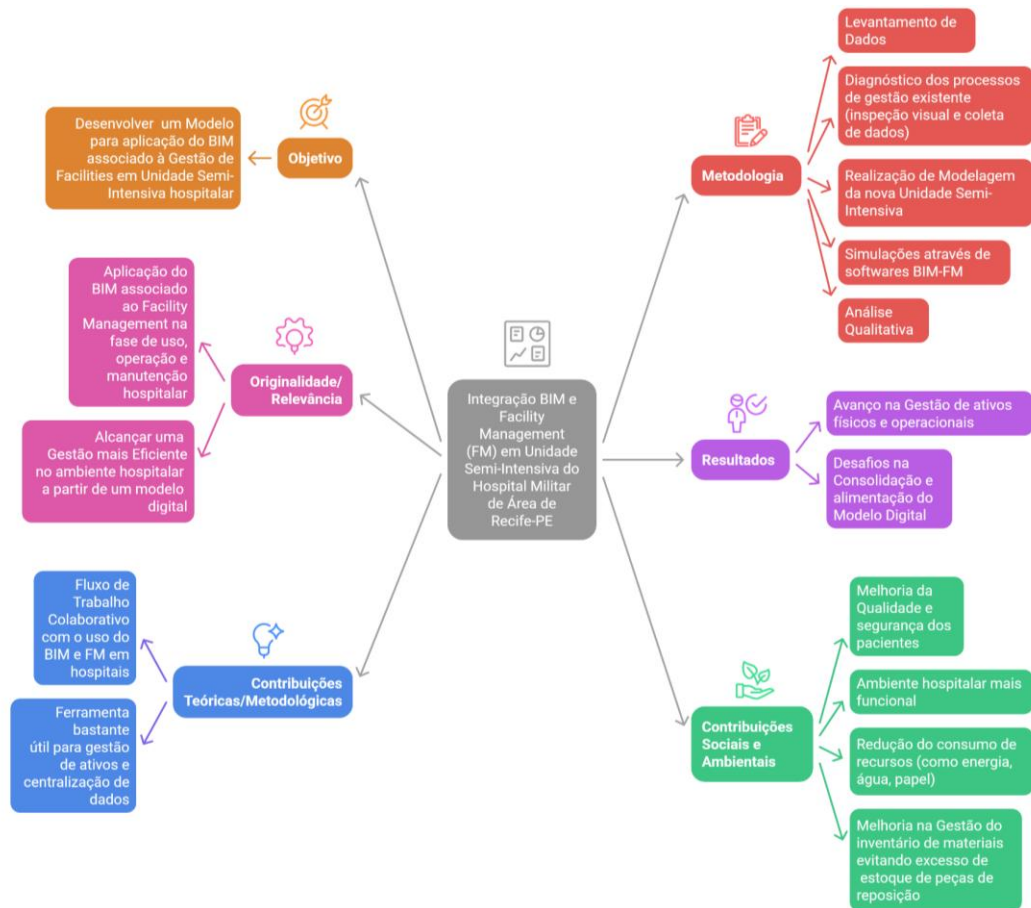 Objetivo
Desenvolver um Modelo
para aplicação do BIM
associado à Gestão de
Facilities em Unidade Semi-
Intensiva hospitalar
Originalidade/
Relevância
Aplicação do
BIM associado
ao Facility
Management na
fase de uso,
operação e
manutenção
hospitalar
Alcançar uma
Gestão mais Eficiente
no ambiente hospitalar
a partir de um modelo
digital
Contribuições
Teóricas/Metodológicas
Fluxo de
Trabalho
Colaborativo
com o uso do
BIM e FM em
hospitais
Ferramenta
bastante
útil para gestão
de ativos e
centralização de
dados
Integração BIM e
Facility
Management
(FM) em Unidade
Semi-Intensiva do
Hospital Militar
de Área de
Recife-PE
Metodologia
Levantamento de
Dados
Diagnóstico dos processos
de gestão existente
(inspeção visual e coleta
de dados)
Realização de Modelagem
da nova Unidade Semi-
Intensiva
Simulações através de
softwares BIM-FM
Análise
Qualitativa
Resultados
Avanço na Gestão de ativos
físicos e operacionais
Desafios na
Consolidação e
alimentação do
Modelo Digital
Contribuições
Sociais e
Ambientais
Melhoria da
Qualidade e
segurança dos
pacientes
Ambiente hospitalar mais
funcional
Redução do consumo de
recursos (como energia,
água, papel)
Melhoria na Gestão do
inventário de materiais
evitando excesso de
estoque de peças de
reposição